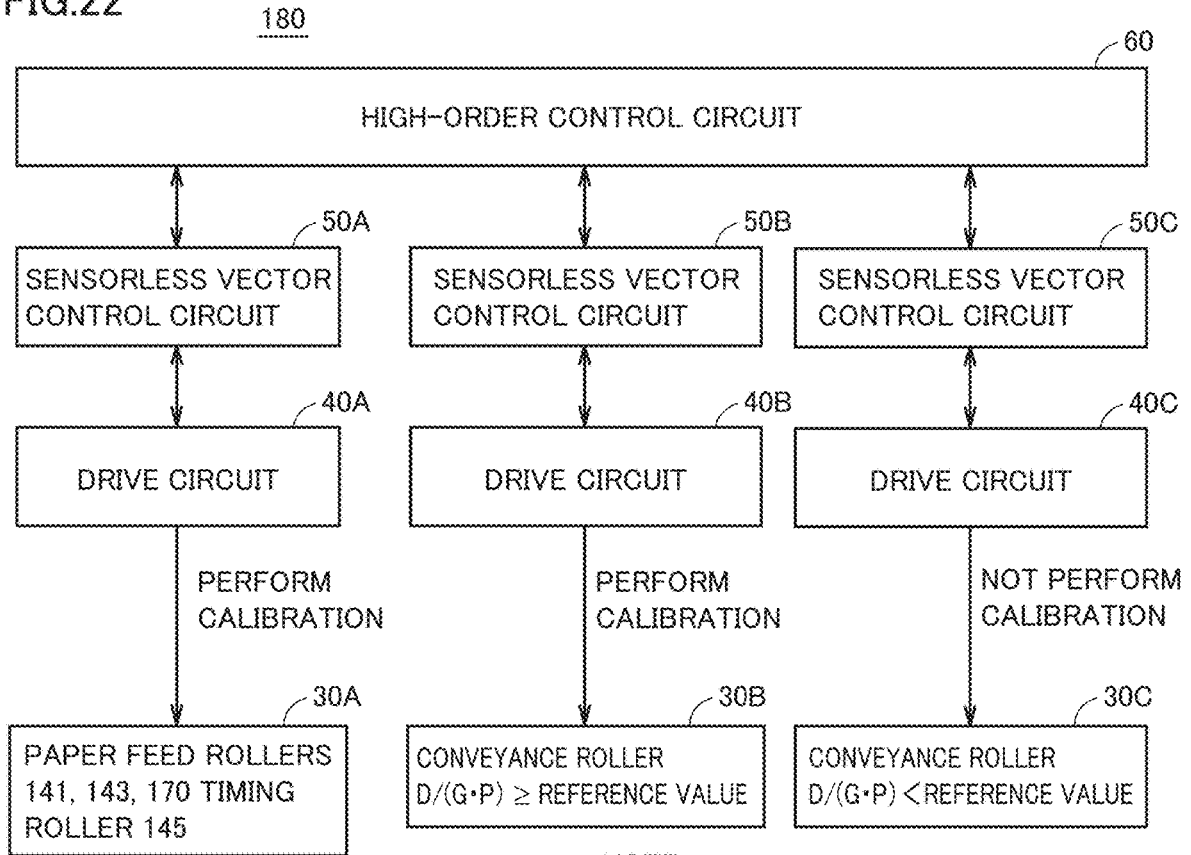 FIG.22
180
60
HIGH-ORDER CONTROL CIRCUIT
50A
50B
50C
SENSORLESS VECTOR
CONTROL CIRCUIT
SENSORLESS VECTOR
CONTROL CIRCUIT
SENSORLESS VECTOR
CONTROL CIRCUIT
40A
40B
40C
DRIVE CIRCUIT
DRIVE CIRCUIT
DRIVE CIRCUIT
PERFORM
CALIBRATION
PERFORM
CALIBRATION
NOT PERFORM
CALIBRATION
30A
30B
30C
PAPER FEED ROLLERS
141, 143, 170 TIMING
ROLLER 145
CONVEYANCE ROLLER
D/(G・P) ≥ REFERENCE VALUE
CONVEYANCE ROLLER
D/(G・P) <REFERENCE VALUE